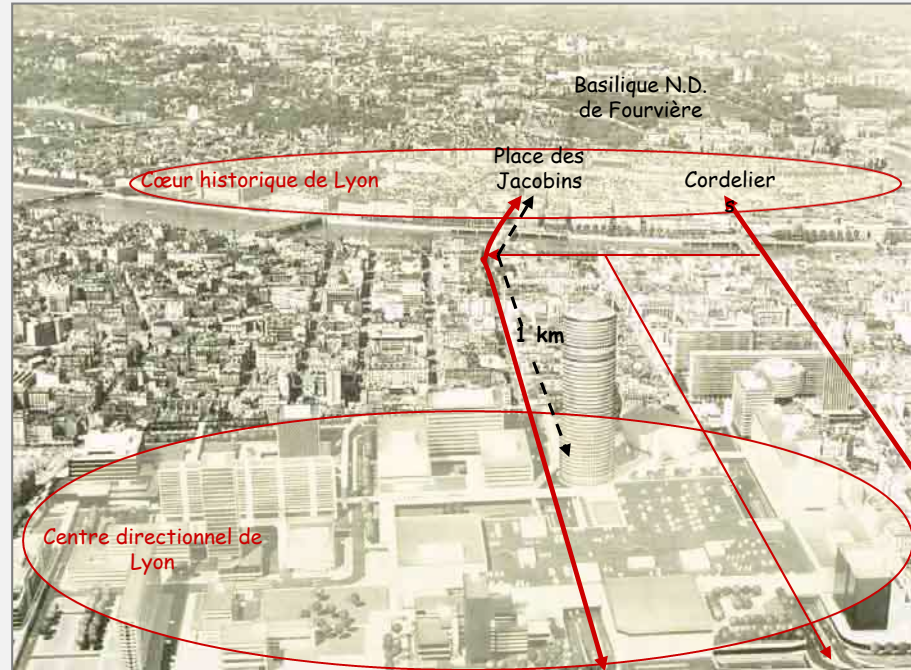 Basilique N.D.
de Fourvière
Place des
Jacobins
Cœur historique de Lyon
Cordelier
s
1 km
Centre directionnel de
Lyon